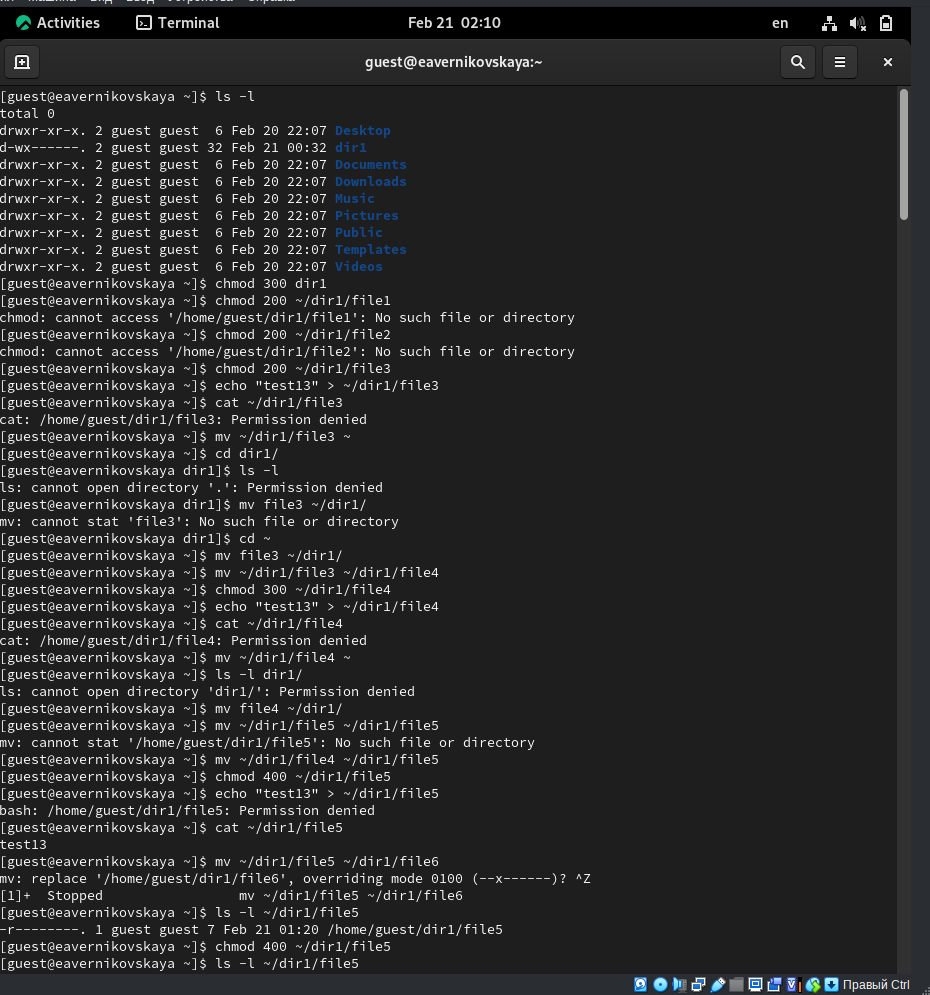 Машина Вид Ввод Устройства Справка
Activities Terminal Feb 21 02:10 en
guest@eavernikovskaya:~
[guest@eavernikovskaya ~]$ ls -l
total 0
drwxr-xr-x. 2 guest guest  6 Feb 20 22:07 Desktop
d-wx------. 2 guest guest 32 Feb 21 00:32 dir1
drwxr-xr-x. 2 guest guest  6 Feb 20 22:07 Documents
drwxr-xr-x. 2 guest guest  6 Feb 20 22:07 Downloads
drwxr-xr-x. 2 guest guest  6 Feb 20 22:07 Music
drwxr-xr-x. 2 guest guest  6 Feb 20 22:07 Pictures
drwxr-xr-x. 2 guest guest  6 Feb 20 22:07 Public
drwxr-xr-x. 2 guest guest  6 Feb 20 22:07 Templates
drwxr-xr-x. 2 guest guest  6 Feb 20 22:07 Videos
[guest@eavernikovskaya ~]$ chmod 300 dir1
[guest@eavernikovskaya ~]$ chmod 200 ~/dir1/file1
chmod: cannot access '/home/guest/dir1/file1': No such file or directory
[guest@eavernikovskaya ~]$ chmod 200 ~/dir1/file2
chmod: cannot access '/home/guest/dir1/file2': No such file or directory
[guest@eavernikovskaya ~]$ chmod 200 ~/dir1/file3
[guest@eavernikovskaya ~]$ echo "test13" > ~/dir1/file3
[guest@eavernikovskaya ~]$ cat ~/dir1/file3
cat: /home/guest/dir1/file3: Permission denied
[guest@eavernikovskaya ~]$ mv ~/dir1/file3 ~
[guest@eavernikovskaya ~]$ cd dir1/
[guest@eavernikovskaya dir1]$ ls -l
ls: cannot open directory '.': Permission denied
[guest@eavernikovskaya dir1]$ mv file3 ~/dir1/
mv: cannot stat 'file3': No such file or directory
[guest@eavernikovskaya dir1]$ cd ~
[guest@eavernikovskaya ~]$ mv file3 ~/dir1/
[guest@eavernikovskaya ~]$ mv ~/dir1/file3 ~/dir1/file4
[guest@eavernikovskaya ~]$ chmod 300 ~/dir1/file4
[guest@eavernikovskaya ~]$ echo "test13" > ~/dir1/file4
[guest@eavernikovskaya ~]$ cat ~/dir1/file4
cat: /home/guest/dir1/file4: Permission denied
[guest@eavernikovskaya ~]$ mv ~/dir1/file4 ~
[guest@eavernikovskaya ~]$ ls -l dir1/
ls: cannot open directory 'dir1/': Permission denied
[guest@eavernikovskaya ~]$ mv file4 ~/dir1/
[guest@eavernikovskaya ~]$ mv ~/dir1/file5 ~/dir1/file5
mv: cannot stat '/home/guest/dir1/file5': No such file or directory
[guest@eavernikovskaya ~]$ mv ~/dir1/file4 ~/dir1/file5
[guest@eavernikovskaya ~]$ chmod 400 ~/dir1/file5
[guest@eavernikovskaya ~]$ echo "test13" > ~/dir1/file5
bash: /home/guest/dir1/file5: Permission denied
[guest@eavernikovskaya ~]$ cat ~/dir1/file5
test13
[guest@eavernikovskaya ~]$ mv ~/dir1/file5 ~/dir1/file6
mv: replace '/home/guest/dir1/file6', overriding mode 0100 (--x------)? ^Z
[1]+  Stopped                 mv ~/dir1/file5 ~/dir1/file6
[guest@eavernikovskaya ~]$ ls -l ~/dir1/file5
-r--------. 1 guest guest 7 Feb 21 01:20 /home/guest/dir1/file5
[guest@eavernikovskaya ~]$ chmod 400 ~/dir1/file5
[guest@eavernikovskaya ~]$ ls -l ~/dir1/file5
Правый Ctrl